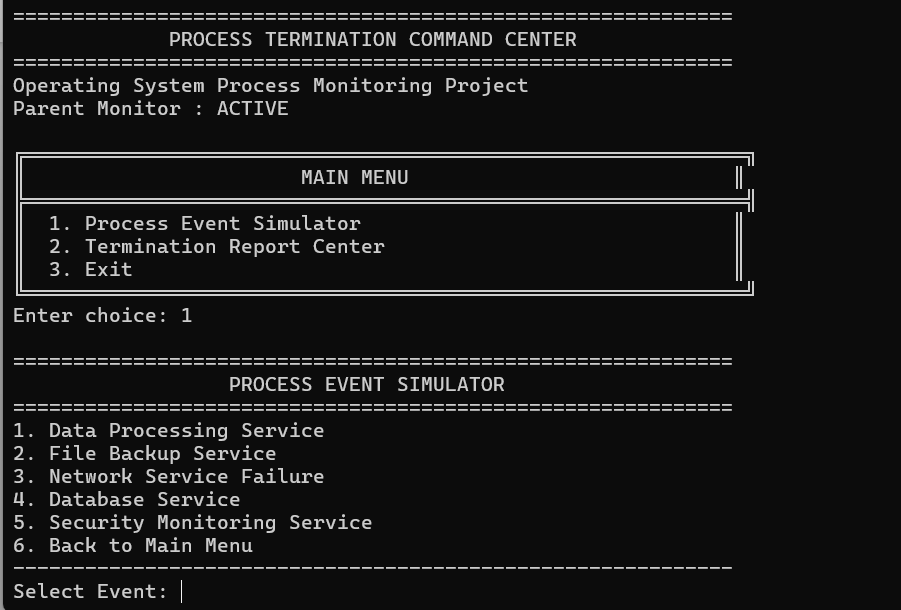 ============================================================
             PROCESS TERMINATION COMMAND CENTER
============================================================
Operating System Process Monitoring Project
Parent Monitor : ACTIVE
MAIN MENU
1. Process Event Simulator
2. Termination Report Center
3. Exit
Enter choice: 1
============================================================
                  PROCESS EVENT SIMULATOR
============================================================
1. Data Processing Service
2. File Backup Service
3. Network Service Failure
4. Database Service
5. Security Monitoring Service
6. Back to Main Menu
------------------------------------------------------------
Select Event: